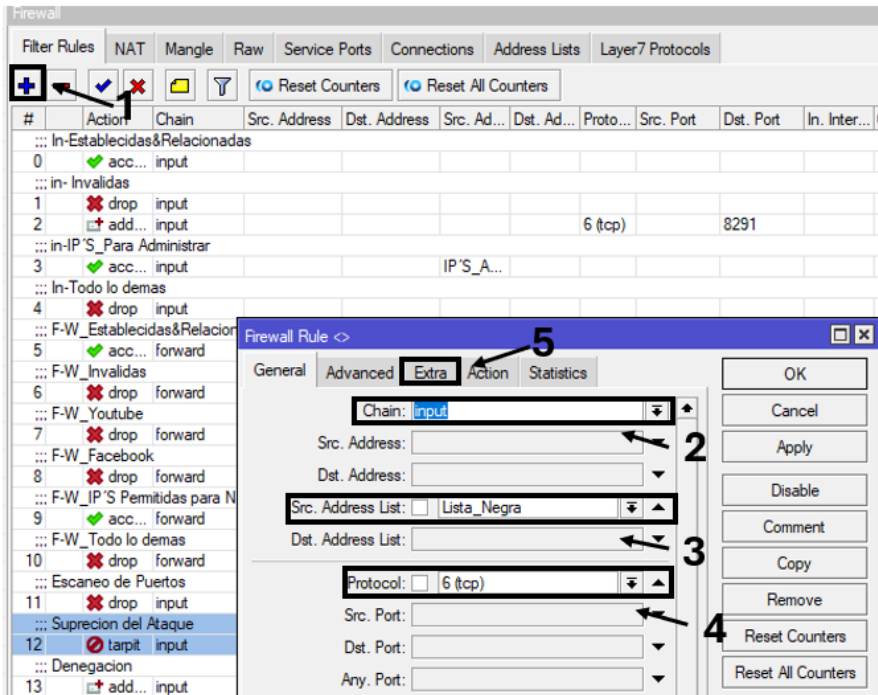 Firewall
Filter Rules NAT Mangle Raw Service Ports Connections Address Lists Layer7 Protocols
1 Reset Counters Reset All Counters
# Action Chain Src. Address Dst. Address Src. Ad... Dst. Ad... Proto... Src. Port Dst. Port In. Inter...
;;; In-Establecidas&Relacionadas
0 acc... input
;;; in- Invalidas
1 drop input
2 add... input 6 (tcp) 8291
;;; in-IP´S_Para Administrar
3 acc... input IP´S_A...
;;; In-Todo lo demas
4 drop input
;;; F-W_Establecidas&Relacion
5 acc... forward
;;; F-W_Invalidas
6 drop forward
;;; F-W_Youtube
7 drop forward
;;; F-W_Facebook
8 drop forward
;;; F-W_IP´S Permitidas para N
9 acc... forward
;;; F-W_Todo lo demas
10 drop forward
;;; Escaneo de Puertos
11 drop input
;;; Suprecion del Ataque
12 tarpit input
;;; Denegacion
13 add... input
Firewall Rule <>
5
General Advanced Extra Action Statistics
Chain: input
2
Src. Address:
Dst. Address:
Src. Address List: Lista_Negra
Dst. Address List:
3
Protocol: 6 (tcp)
Src. Port:
4
Dst. Port:
Any. Port:
OK
Cancel
Apply
Disable
Comment
Copy
Remove
Reset Counters
Reset All Counters